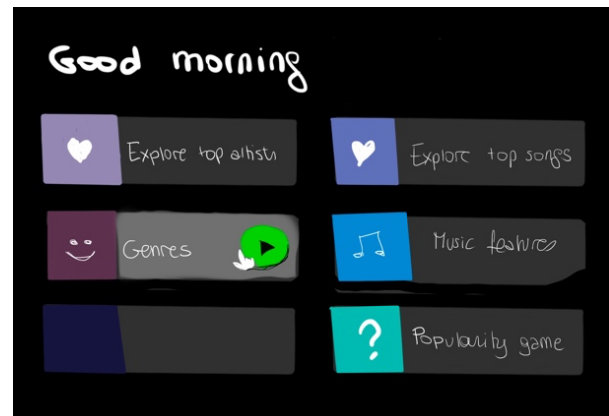 Good morning
Explore top artists
Explore top songs
Genres
Music features
?
Popularity game